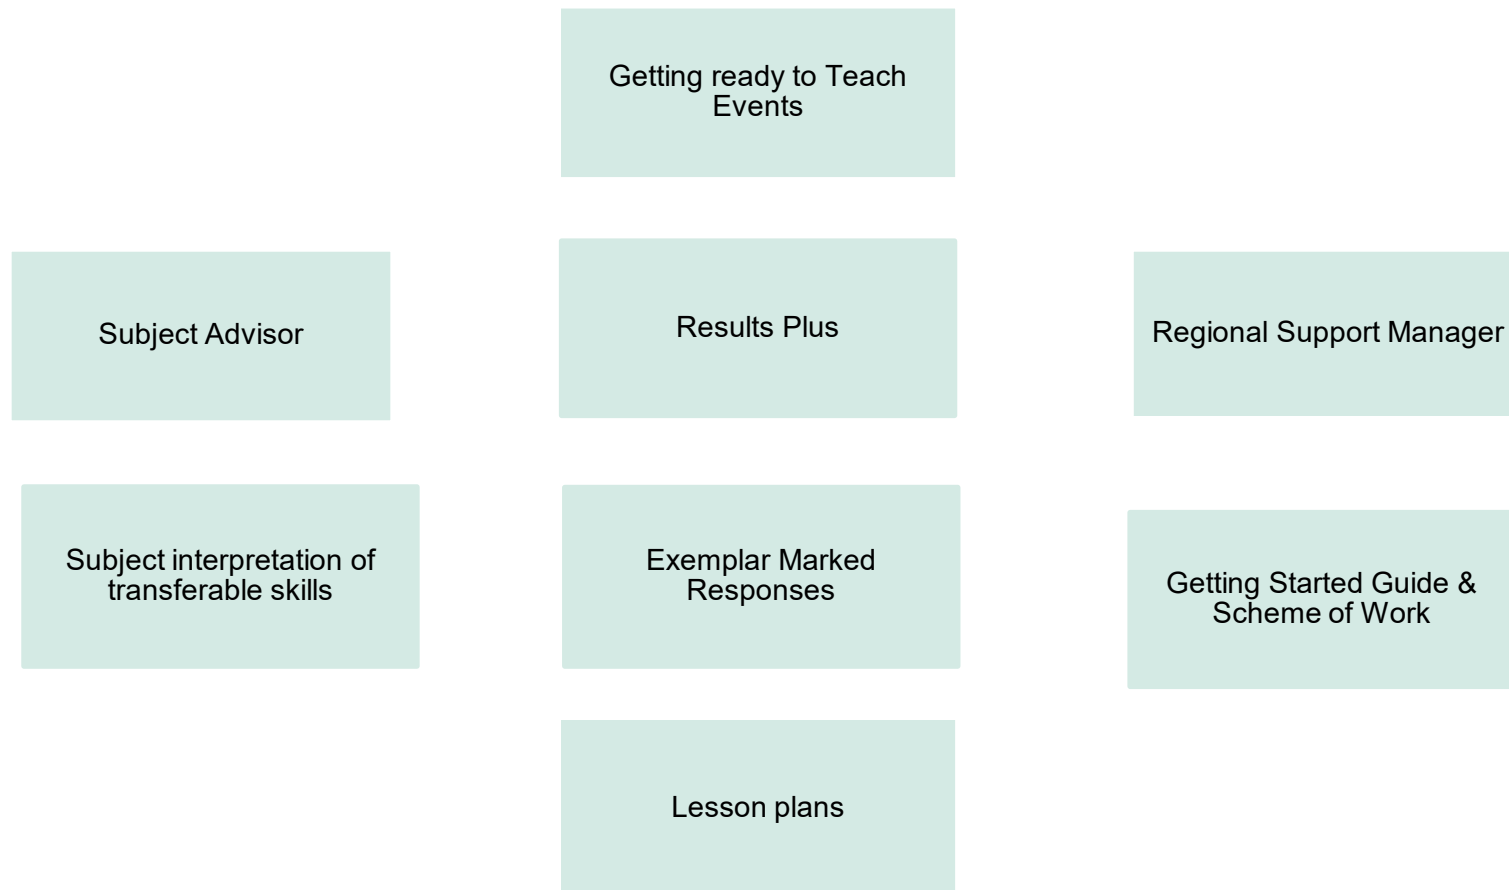 Getting ready to Teach
Events
Subject Advisor
Results Plus
Regional Support Manager
Subject interpretation of
transferable skills
Exemplar Marked
Responses
Getting Started Guide &
Scheme of Work
Lesson plans